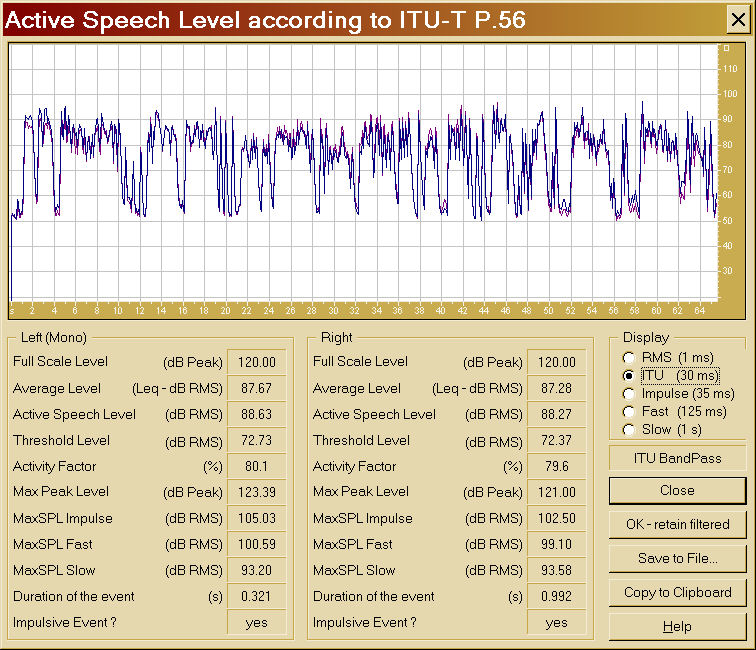 Active Speech Level according to ITU-T P.56
D
110
100
90
80
70
60
50
40
30
s 2 4 6 8 10 12 14 16 18 20 22 24 26 28 30 32 34 36 38 40 42 44 46 48 50 52 54 56 58 60 62 64
Left (Mono) Right Display
Full Scale Level (dB Peak) 120.00 Full Scale Level (dB Peak) 120.00 RMS (1 ms)
Average Level (Leq - dB RMS) 87.67 Average Level (Leq - dB RMS) 87.28 ITU (30 ms)
Impulse (35 ms)
Active Speech Level (dB RMS) 88.63 Active Speech Level (dB RMS) 88.27 Fast (125 ms)
Threshold Level (dB RMS) 72.73 Threshold Level (dB RMS) 72.37 Slow (1 s)
Activity Factor (%) 80.1 Activity Factor (%) 79.6 ITU BandPass
Max Peak Level (dB Peak) 123.39 Max Peak Level (dB Peak) 121.00 Close
MaxSPL Impulse (dB RMS) 105.03 MaxSPL Impulse (dB RMS) 102.50 OK - retain filtered
MaxSPL Fast (dB RMS) 100.59 MaxSPL Fast (dB RMS) 99.10 Save to File...
MaxSPL Slow (dB RMS) 93.20 MaxSPL Slow (dB RMS) 93.58
Duration of the event (s) 0.321 Duration of the event (s) 0.992 Copy to Clipboard
Impulsive Event ? yes Impulsive Event ? yes Help